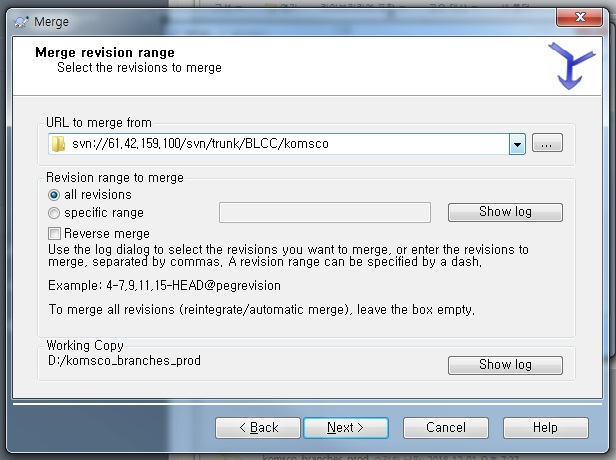 Merge
Merge revision range
Select the revisions to merge
URL to merge from
svn://61.42.159.100/svn/trunk/BLCC/komsco
...
Revision range to merge
all revisions
specific range
Show log
Reverse merge
Use the log dialog to select the revisions you want to merge, or enter the revisions to
merge, separated by commas. A revision range can be specified by a dash.
Example: 4-7,9,11,15-HEAD@pegrevision
To merge all revisions (reintegrate/automatic merge), leave the box empty.
Working Copy
D:/komsco_branches_prod
Show log
< Back
Next >
Cancel
Help